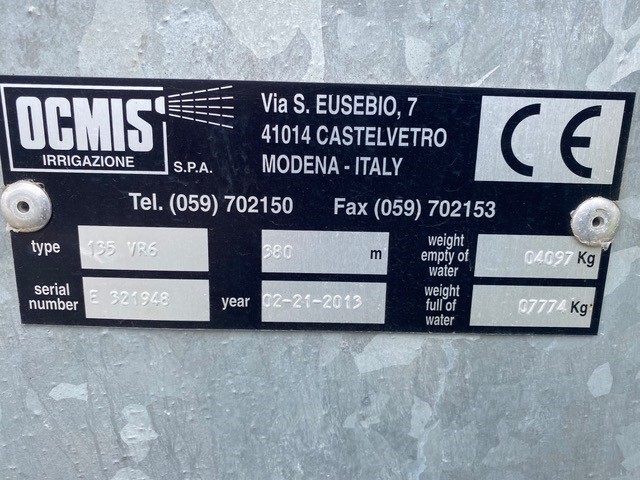 OCMIS
IRRIGAZIONE
S.P.A.
Via S. EUSEBIO, 7
41014 CASTELVETRO
MODENA - ITALY
CE
Tel. (059) 702150 Fax (059) 702153
type 135 VR6 380 m
weight empty of water 04097 Kg
serial number E 321948 year 02-21-2013
weight full of water 07774 Kg